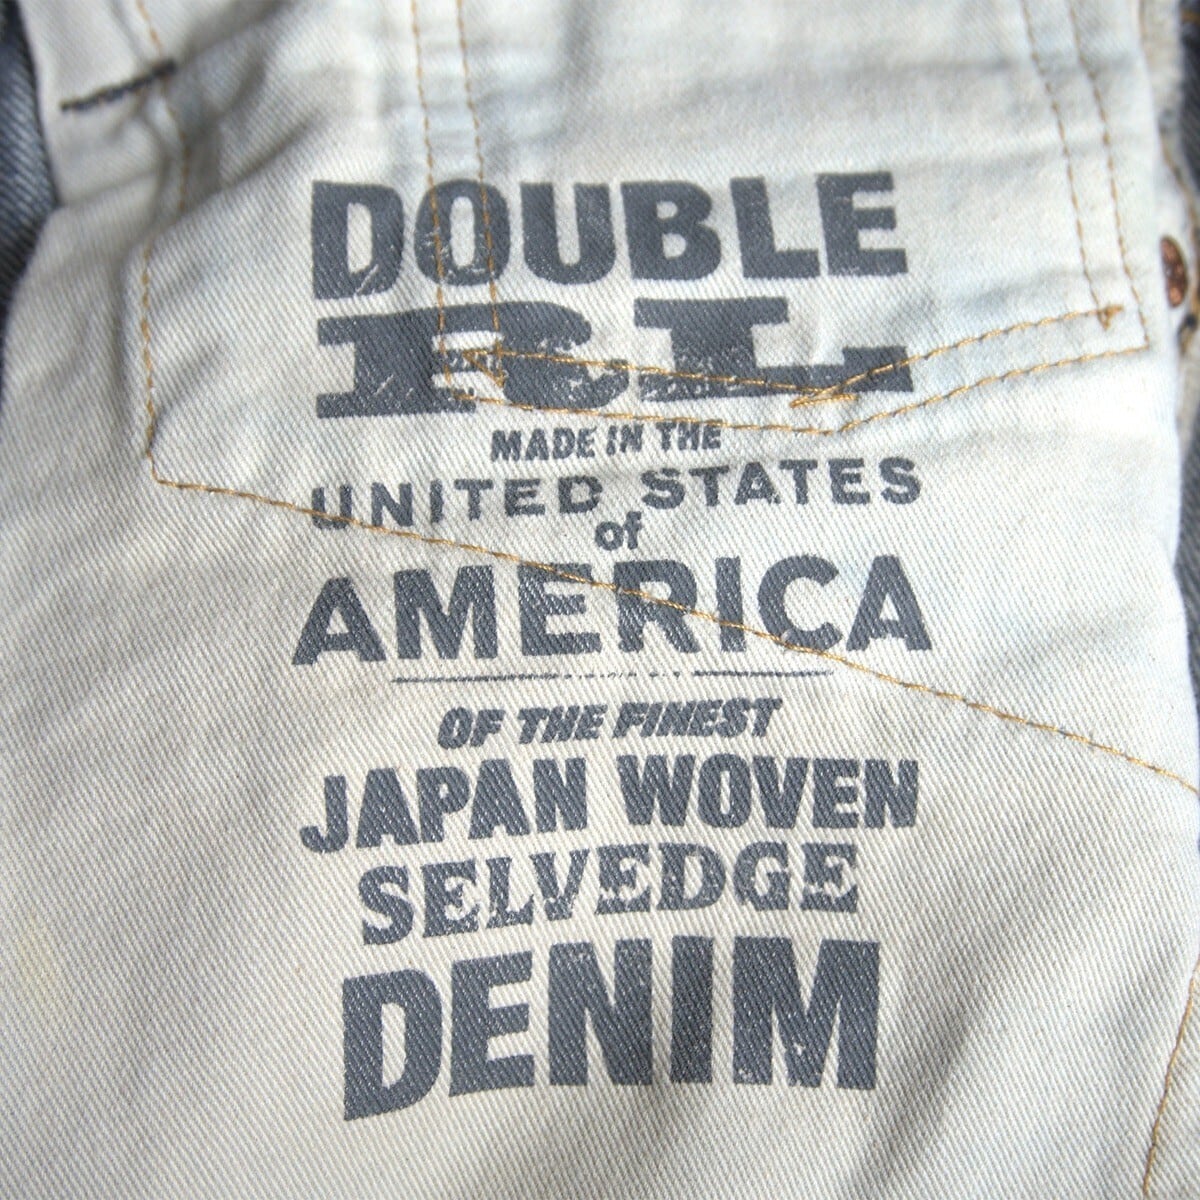 DOUBLE
RL
MADE IN THE
UNITED STATES
of
AMERICA
OF THE FINEST
JAPAN WOVEN
SELVEDGE
DENIM